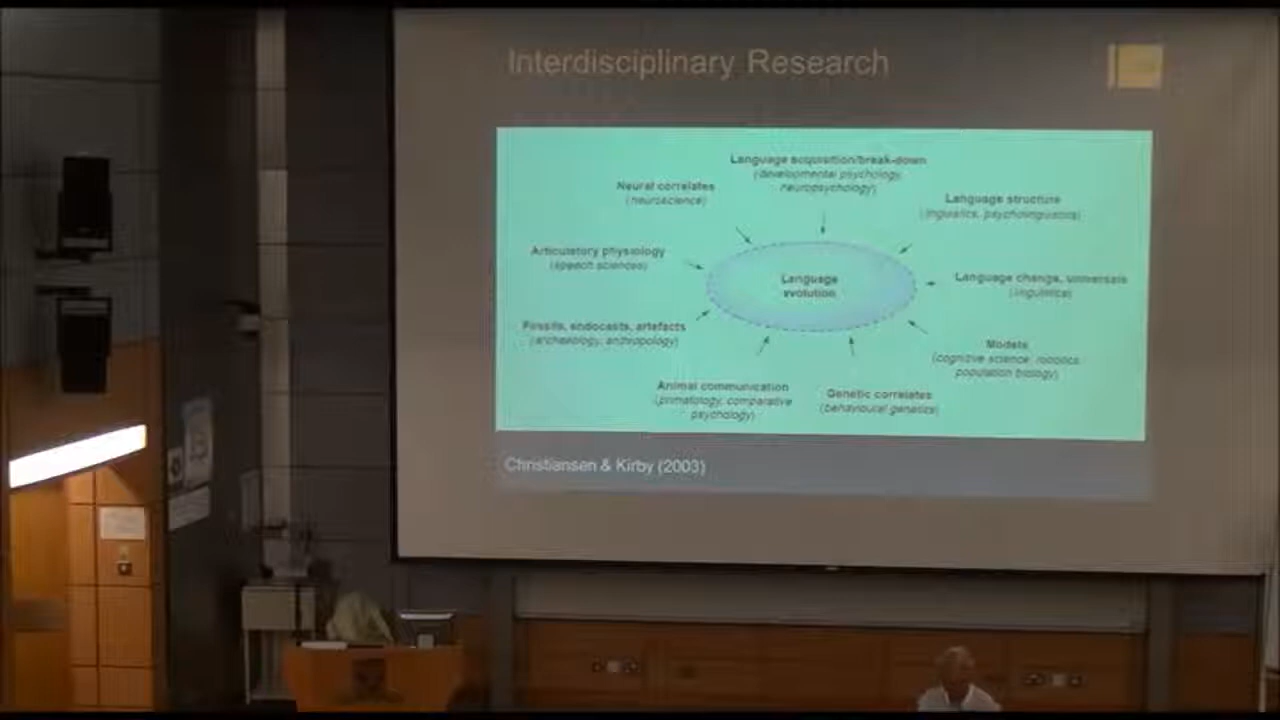 Interdisciplinary Research
Language acquisition/break-down
(developmental psychology,
neuropsychology)
Neural correlates
(neuroscience)
Language structure
(linguistics, psycholinguistics)
Articulatory physiology
(speech sciences)
Language
evolution
Language change, universals
(linguistics)
Fossils, endocasts, artefacts
(archaeology, anthropology)
Models
(cognitive science, robotics,
population biology)
Animal communication
(primatology, comparative
psychology)
Genetic correlates
(behavioural genetics)
Christiansen & Kirby (2003)